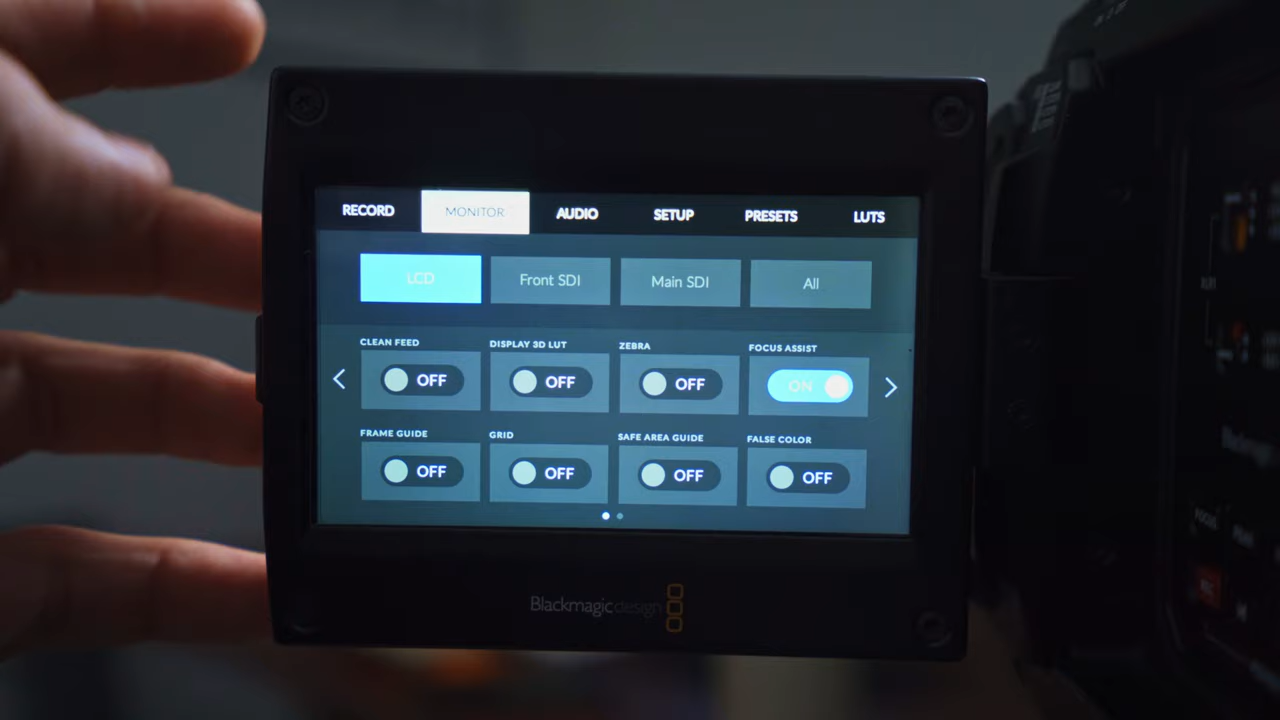 RECORD MONITOR AUDIO SETUP PRESETS LUTS
LCD Front SDI Main SDI All
CLEAN FEED DISPLAY 3D LUT ZEBRA FOCUS ASSIST
OFF OFF OFF ON
FRAME GUIDE GRID SAFE AREA GUIDE FALSE COLOR
OFF OFF OFF OFF
Blackmagicdesign